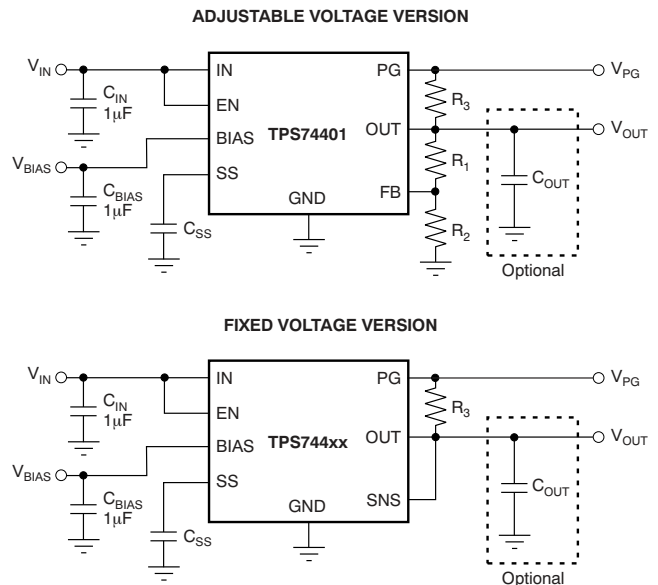 ADJUSTABLE VOLTAGE VERSION
VIN
CIN
1μF
VBIAS
CBIAS
1μF
CSS
IN
EN
BIAS
SS
TPS74401
GND
PG
OUT
FB
R3
R1
R2
VPG
VOUT
COUT
Optional
FIXED VOLTAGE VERSION
VIN
CIN
1μF
VBIAS
CBIAS
1μF
CSS
IN
EN
BIAS
SS
TPS744xx
GND
PG
OUT
SNS
R3
VPG
VOUT
COUT
Optional